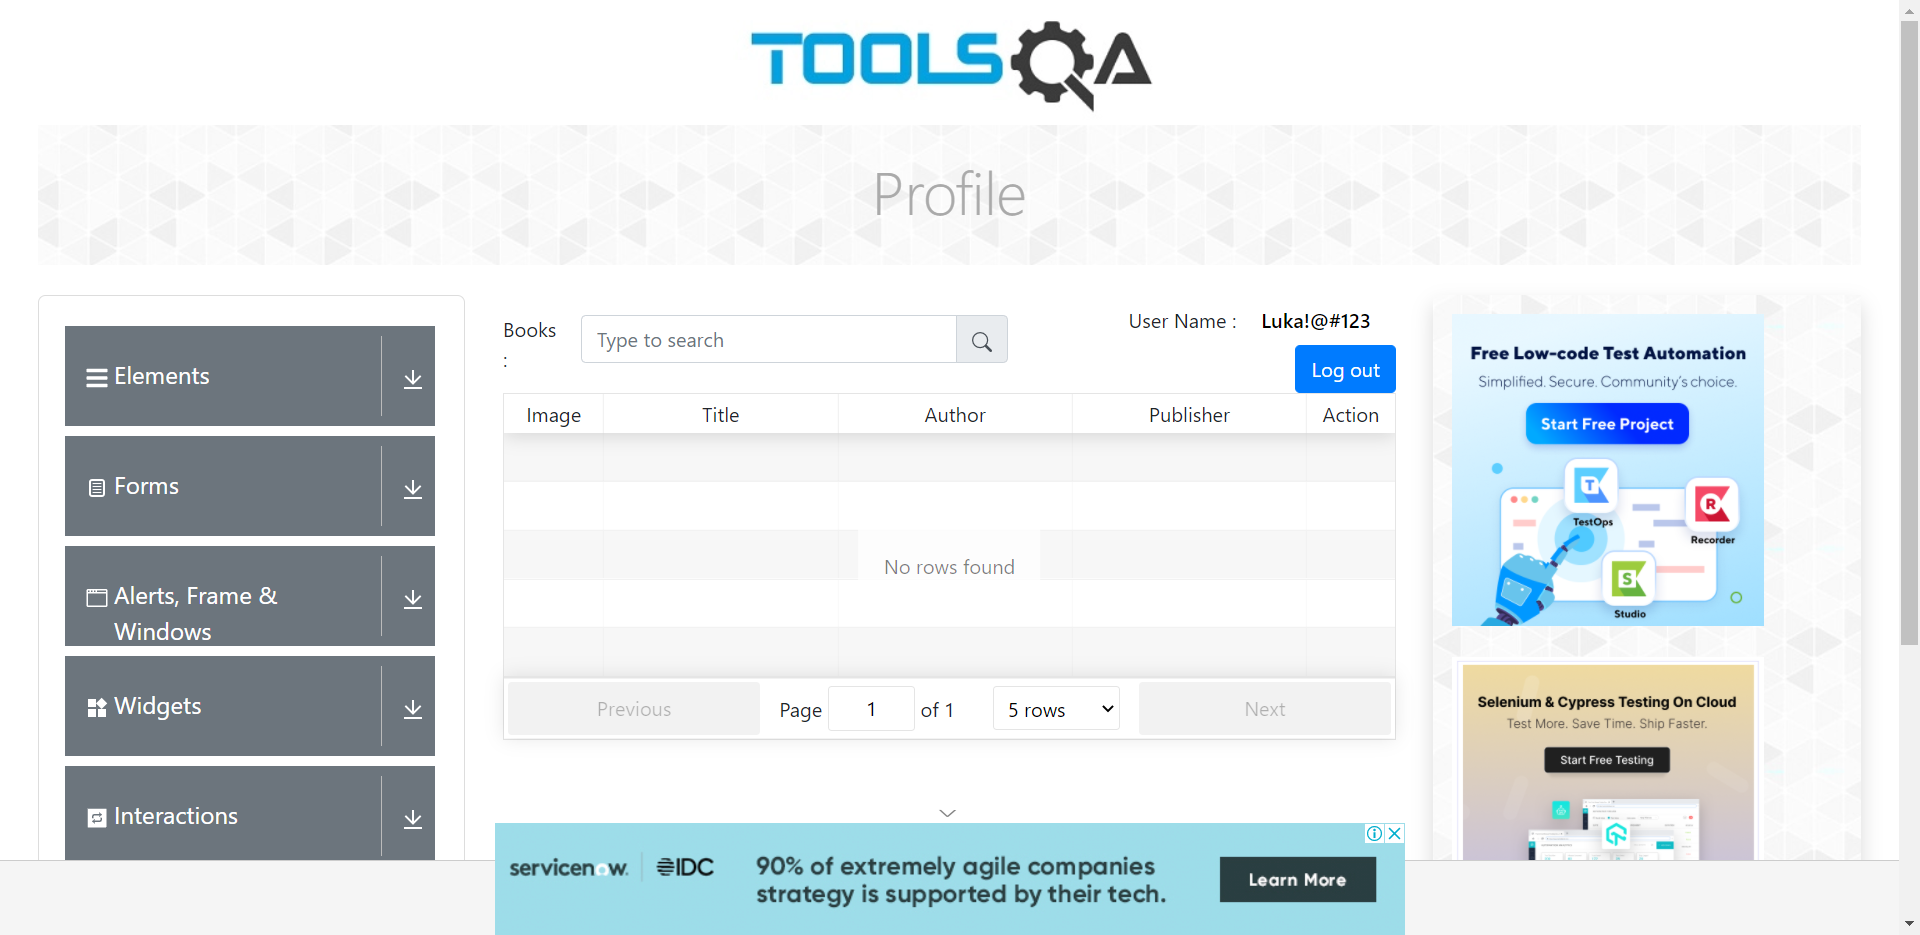 TOOLSQA
Profile
Elements
Forms
Alerts, Frame &
Windows
Widgets
Interactions
Books
:
Type to search
User Name : Luka!@#123
Log out
Image Title Author Publisher Action
No rows found
Previous Page 1 of 1 5 rows Next
Free Low-code Test Automation
Simplified. Secure. Community's choice.
Start Free Project
T
TestOps
R
Recorder
S
Studio
Selenium & Cypress Testing On Cloud
Test More. Save Time. Ship Faster.
Start Free Testing
servicenow. IDC
90% of extremely agile companies
strategy is supported by their tech.
Learn More